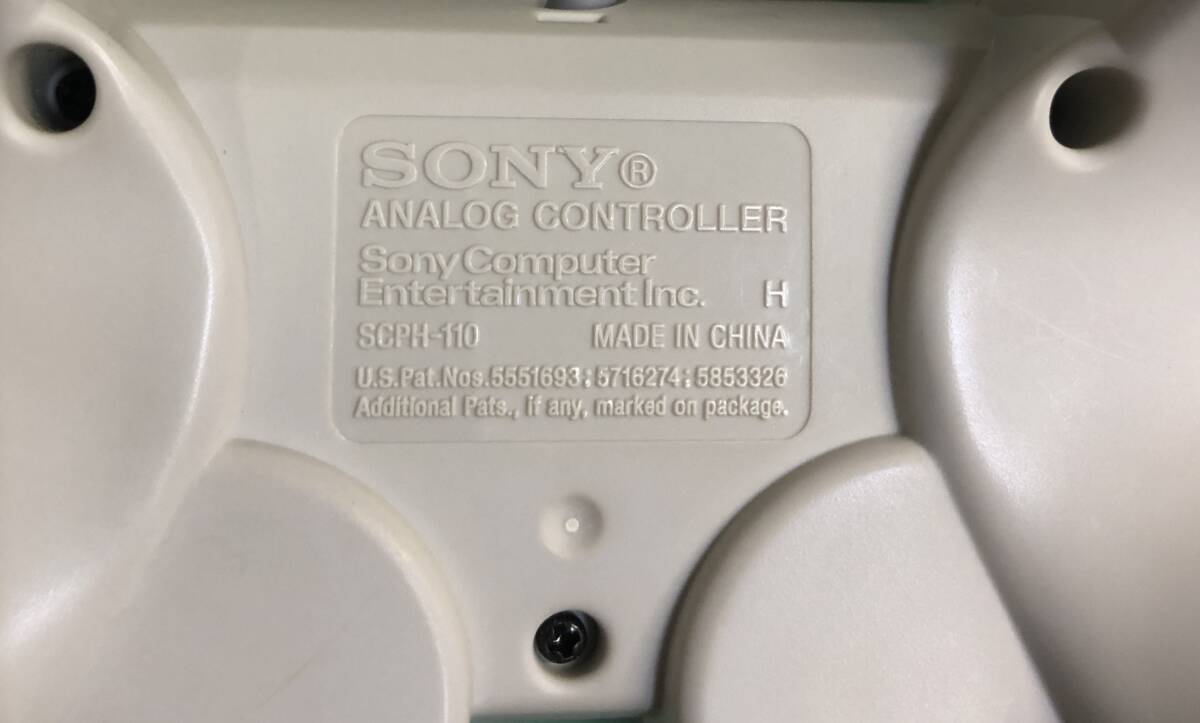 SONY®
ANALOG CONTROLLER
Sony Computer
Entertainment Inc. H
SCPH-110 MADE IN CHINA
U.S.Pat.Nos.5551693;5716274;5853326
Additional Pats., if any, marked on package.